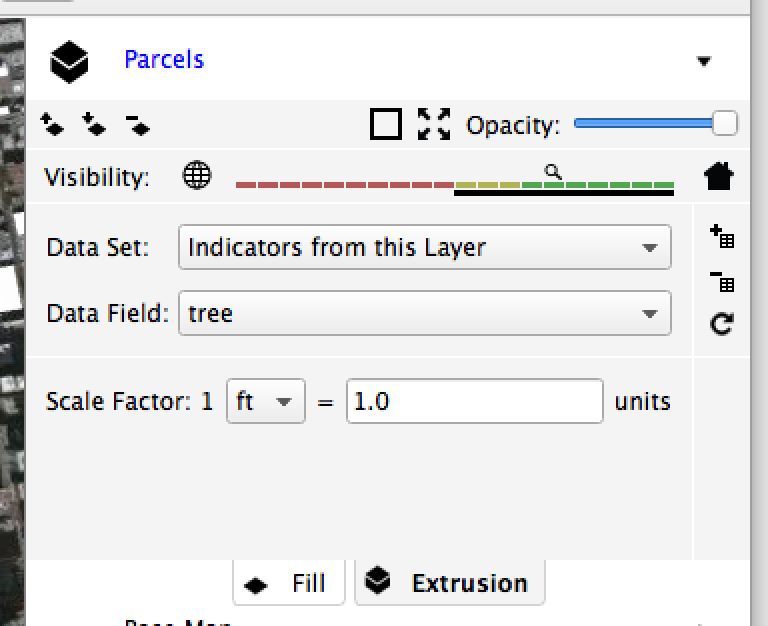 Parcels
Opacity:
Visibility:
Data Set: Indicators from this Layer
Data Field: tree
Scale Factor: 1 ft = 1.0 units
Fill Extrusion